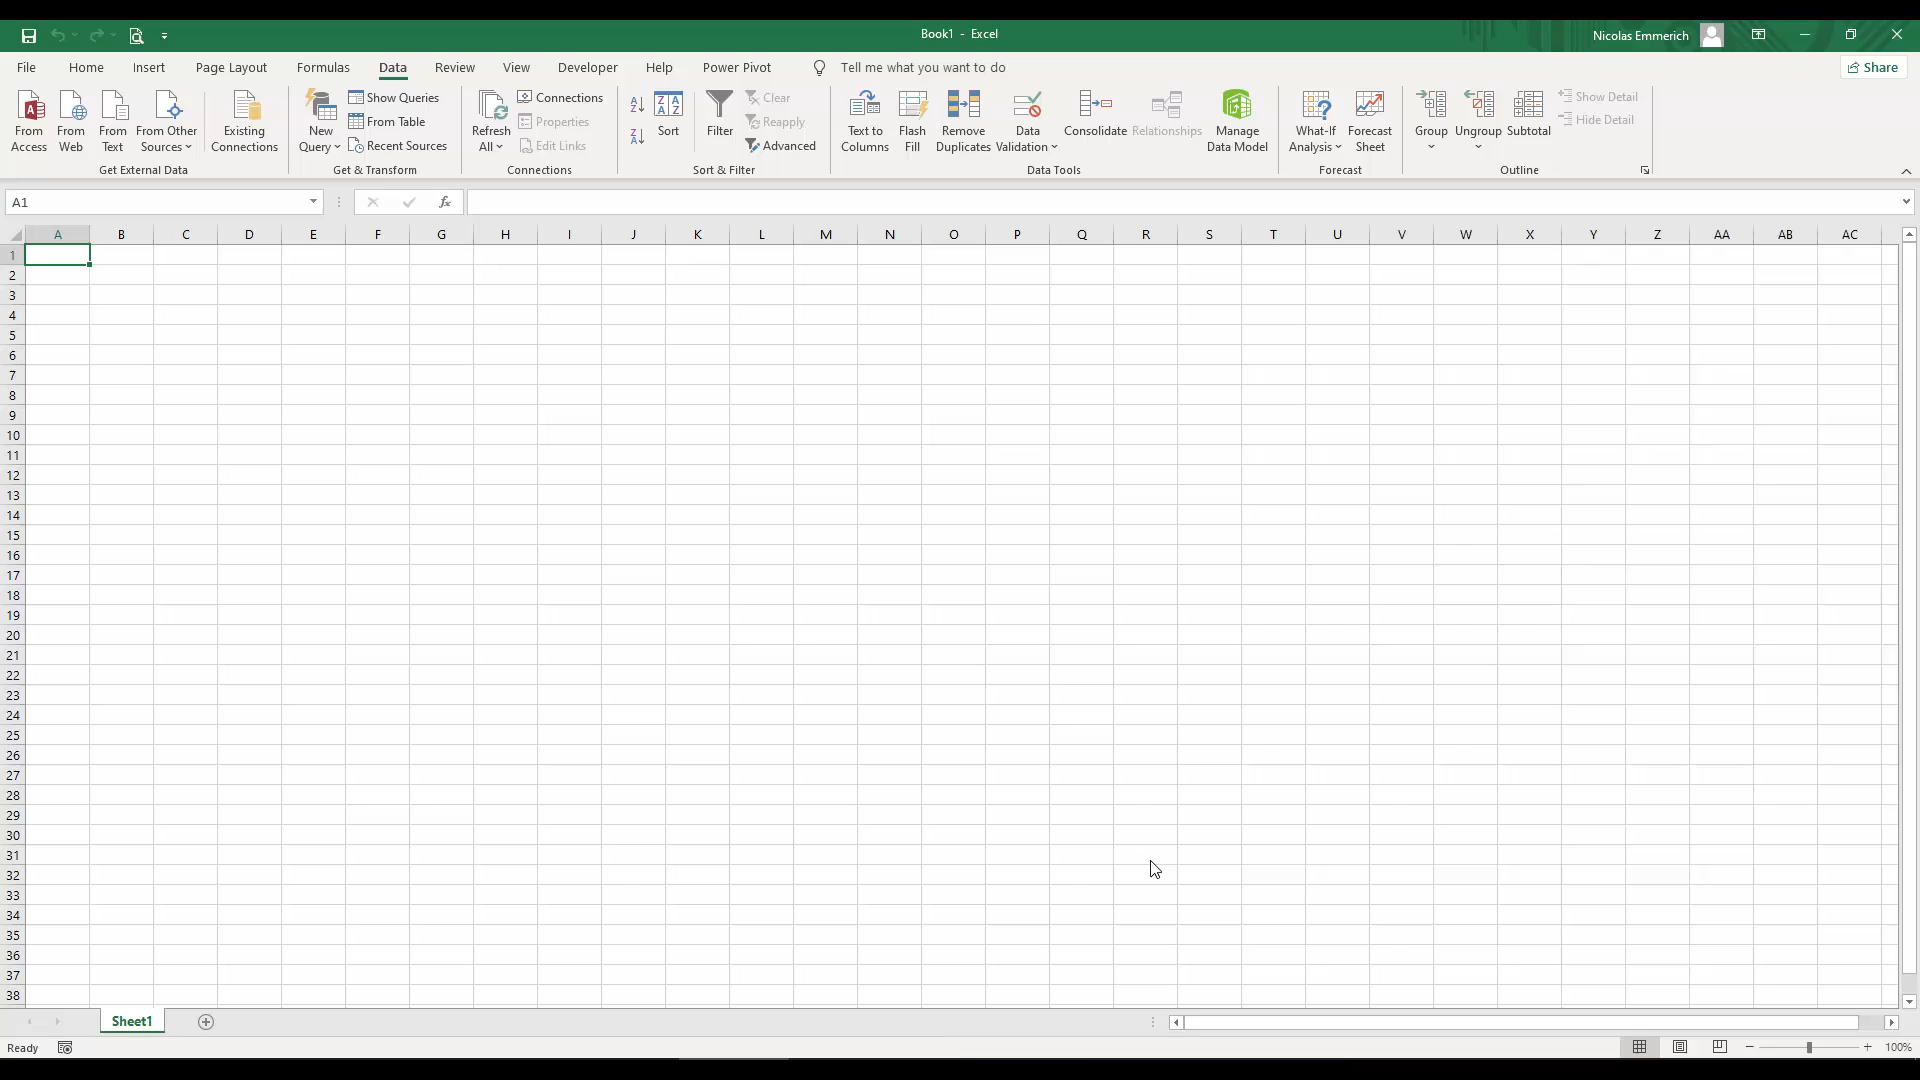 Book1 - Excel
Nicolas Emmerich
File Home Insert Page Layout Formulas Data Review View Developer Help Power Pivot Tell me what you want to do Share
From Access
From Web
From Text
From Other Sources
Existing Connections
Get External Data
New Query
Show Queries
From Table
Recent Sources
Get & Transform
Refresh All
Connections
Properties
Edit Links
Connections
Sort
Filter
Clear
Reapply
Advanced
Sort & Filter
Text to Columns
Flash Fill
Remove Duplicates
Data Validation
Consolidate
Relationships
Manage Data Model
Data Tools
What-If Analysis
Forecast Sheet
Forecast
Group
Ungroup
Subtotal
Show Detail
Hide Detail
Outline
A1
fx
A B C D E F G H I J K L M N O P Q R S T U V W X Y Z AA AB AC
1
2
3
4
5
6
7
8
9
10
11
12
13
14
15
16
17
18
19
20
21
22
23
24
25
26
27
28
29
30
31
32
33
34
35
36
37
38
Sheet1
Ready
100%